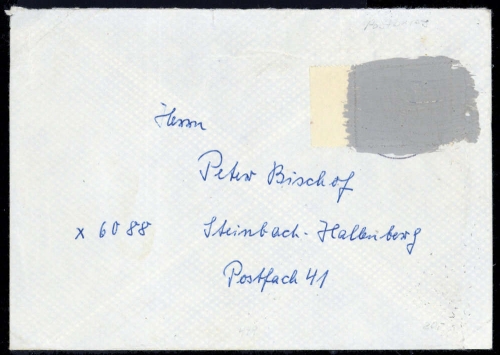 Herrn
Peter Bischof
x 6088 Steinbach-Hallenberg
Postfach 41